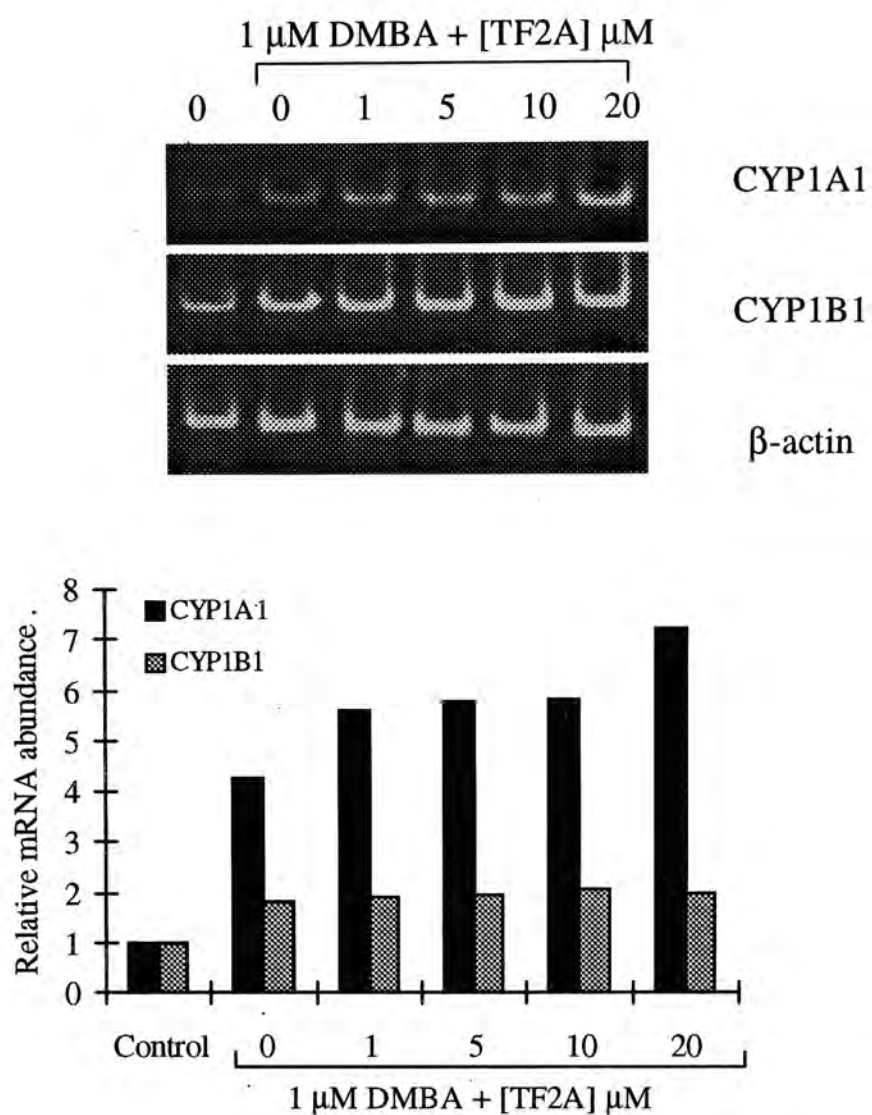 1 μM DMBA + [TF2A] μM
0 0 1 5 10 20
CYP1A1
CYP1B1
β-actin
8
7
6
5
4
3
2
1
0
Relative mRNA abundance .
CYP1A1
CYP1B1
Control 0 1 5 10 20
1 μM DMBA + [TF2A] μM